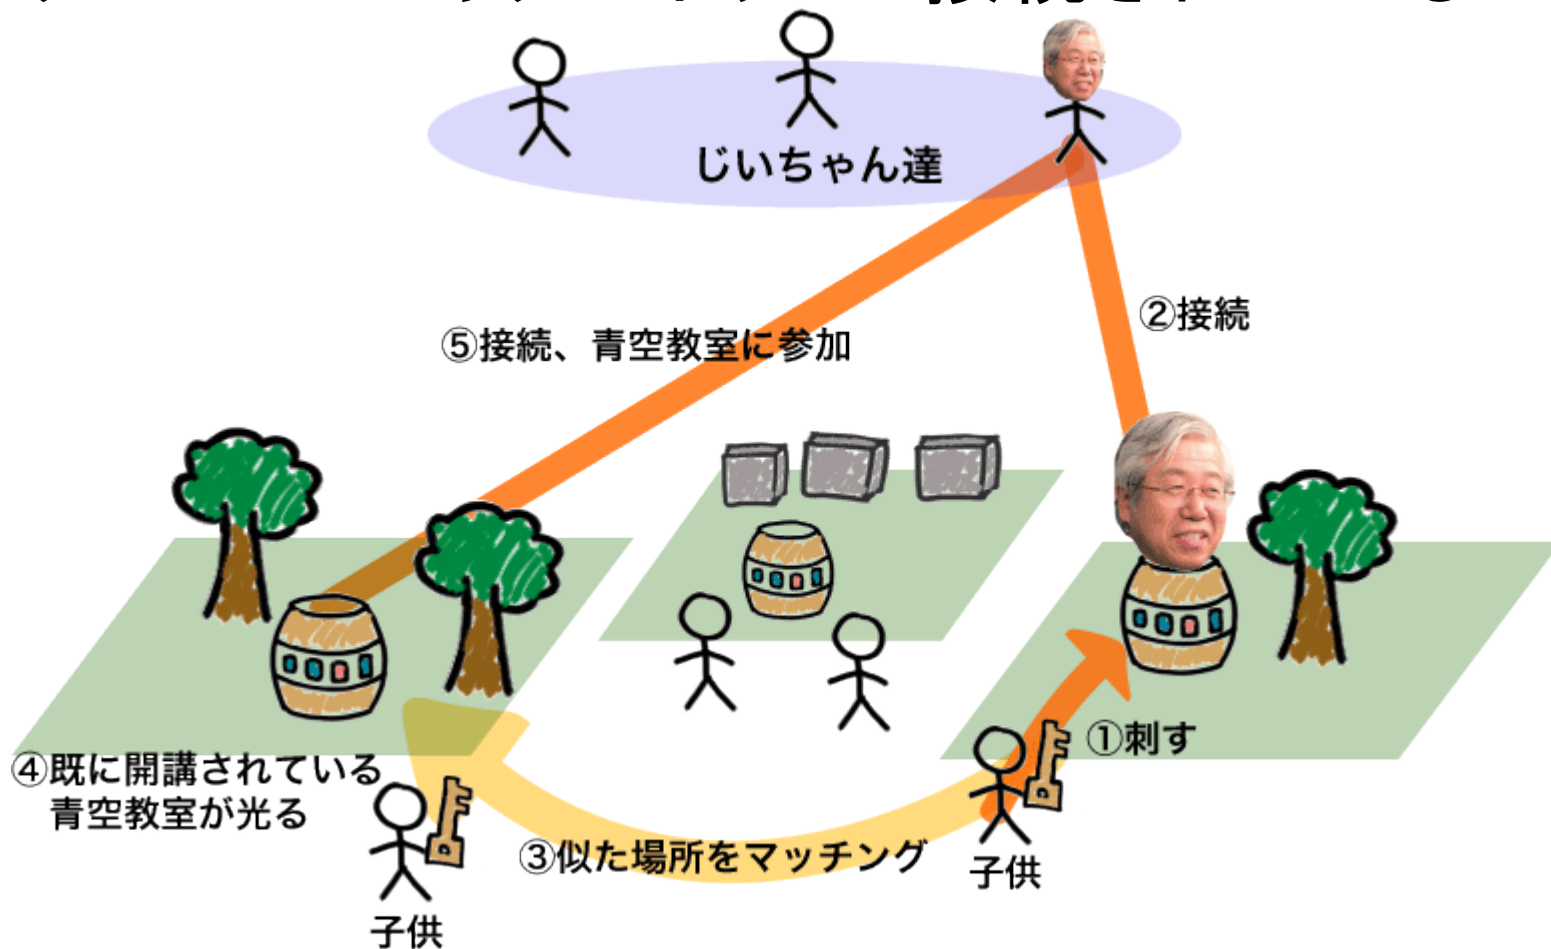 じいちゃん達
②接続
⑤接続、青空教室に参加
①刺す
④既に開講されている
青空教室が光る
③似た場所をマッチング
子供
子供